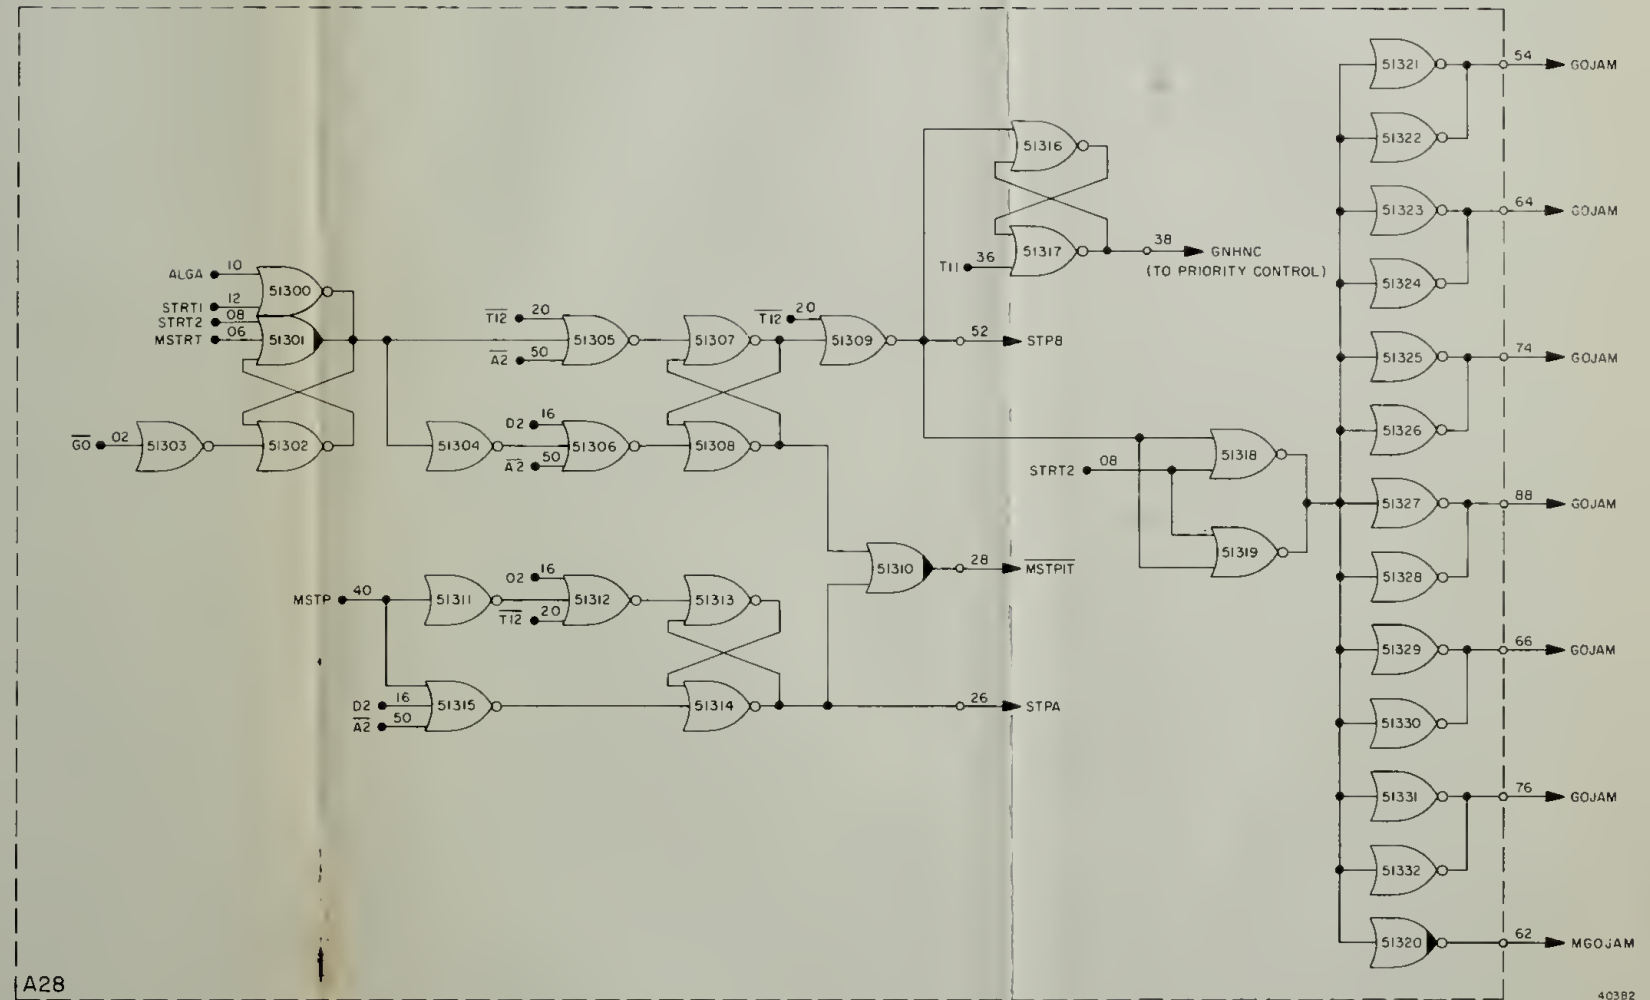 54
51321
GOJAM
51322
51316
51323
64
GOJAM
38
51317
GNHNC
T11 36
(TO PRIORITY CONTROL)
ALGA 10
51300
51324
STRT1 12
STRT2 08
MSTRT 06
51301
T12 20
51305
A2 50
51307
T12 20
51309
52
STPB
51325
74
GOJAM
GO 02
51303
51302
51304
D2 16
51306
A2 50
51308
51326
STRT2 08
51318
51327
88
GOJAM
51319
51310
28
MSTPIT
51328
MSTP 40
51311
O2 16
51312
T12 20
51313
51329
66
GOJAM
D2 16
51315
A2 50
51314
26
STPA
51330
51331
76
GOJAM
51332
51320
62
MGOJAM
A28
40382